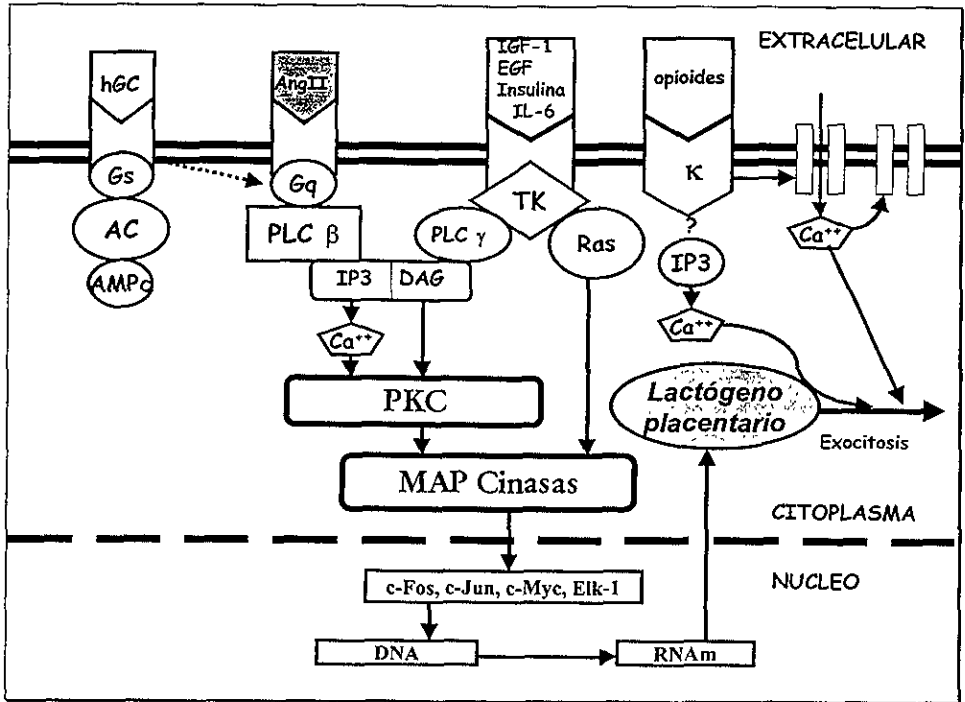 EXTRACELULAR
hGC
AngII
IGF-1
EGF
Insulina
IL-6
opioides
Gs
Gq
TK
κ
AC
PLC β
PLC γ
Ras
?
Ca⁺⁺
AMPc
IP3
DAG
IP3
Ca⁺⁺
Ca⁺⁺
PKC
Lactógeno
placentario
Exocitosis
MAP Cinasas
CITOPLASMA
NUCLEO
c-Fos, c-Jun, c-Myc, Elk-1
DNA
RNAm